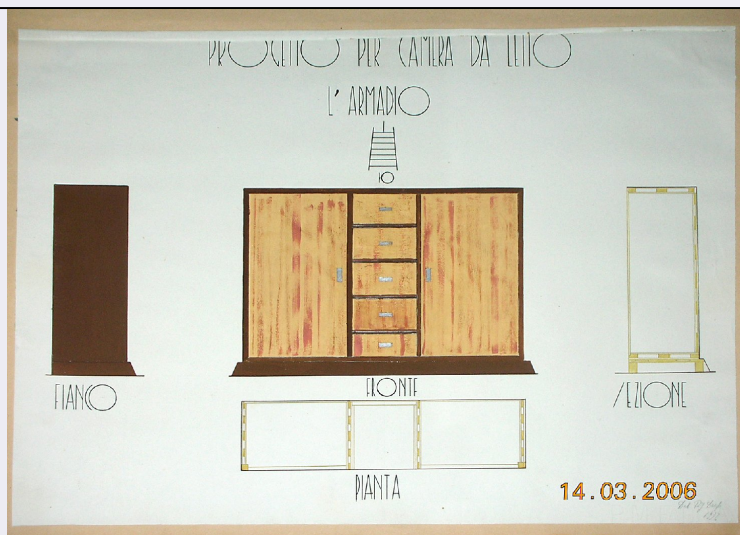 PROGETTO PER CAMERA DA LETTO
L' ARMADIO
10
FIANCO
FRONTE
SEZIONE
PIANTA
14.03.2006